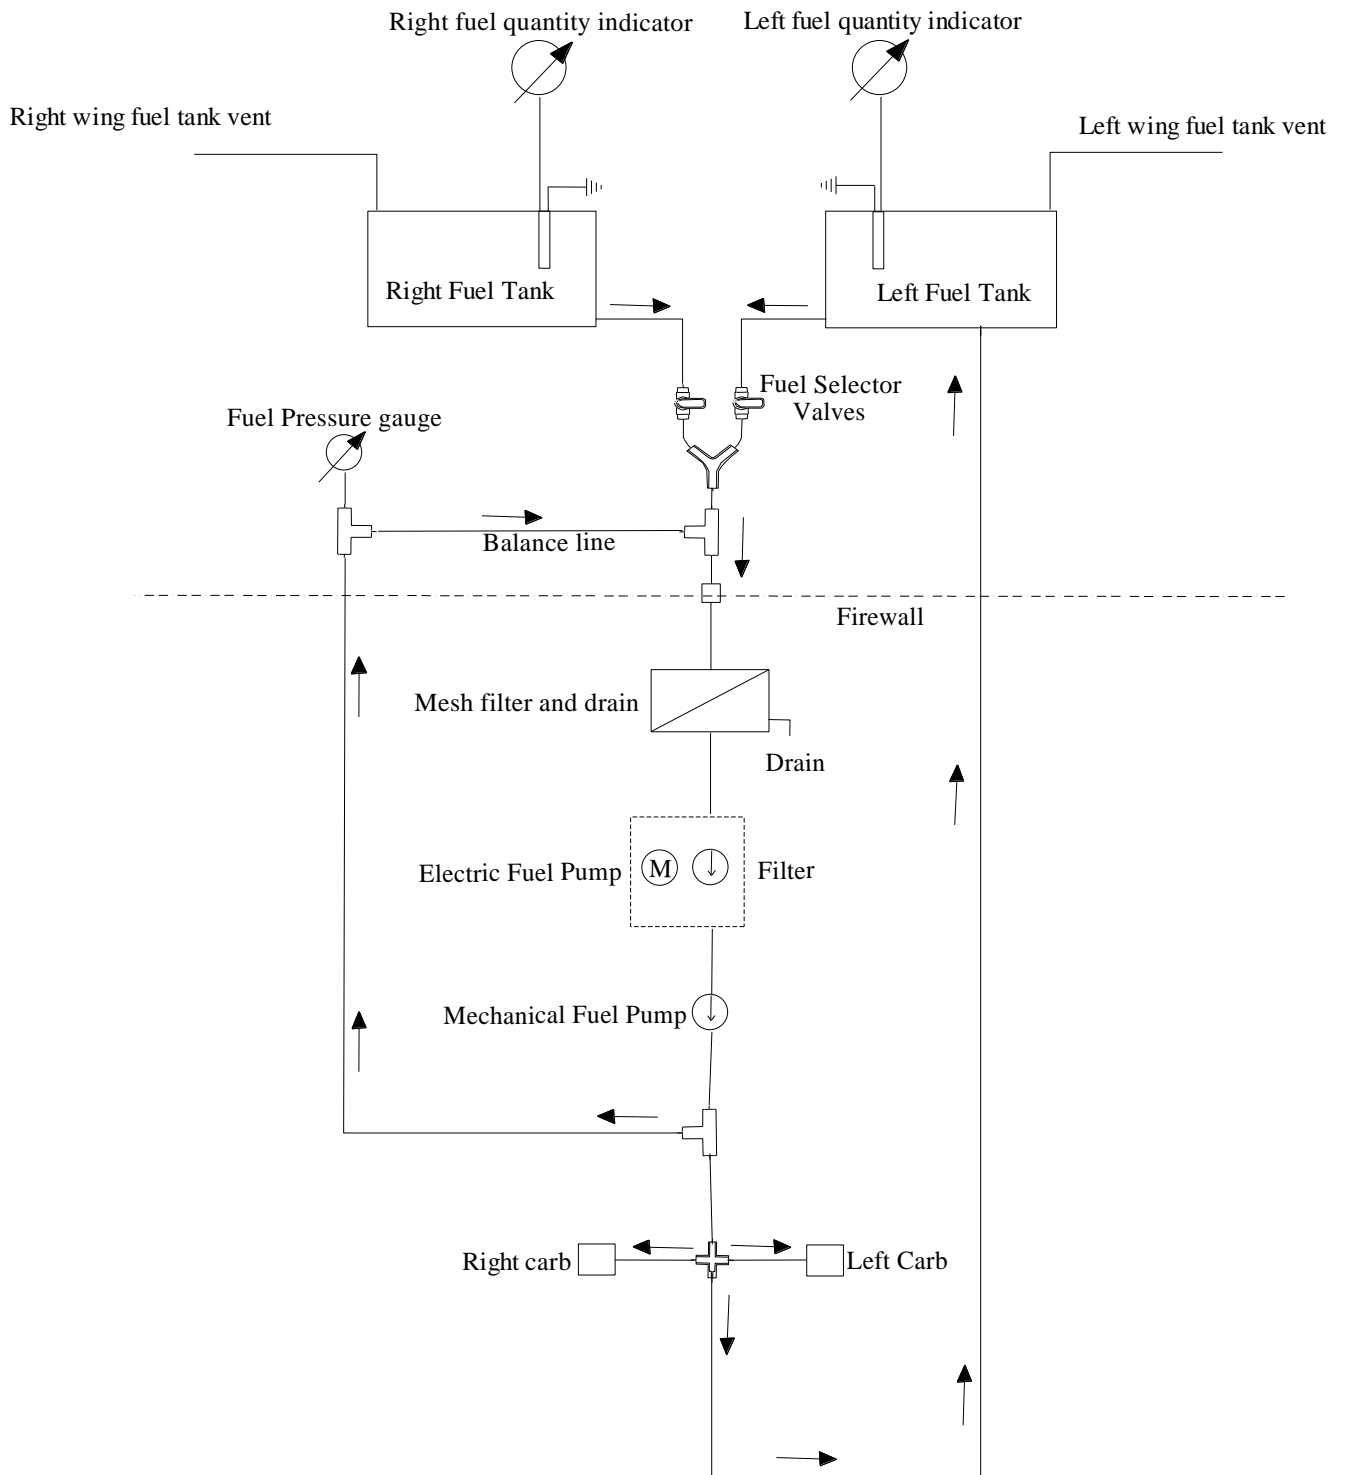 Right fuel quantity indicator
Left fuel quantity indicator
Right wing fuel tank vent
Left wing fuel tank vent
Right Fuel Tank
Left Fuel Tank
Fuel Selector
Valves
Fuel Pressure gauge
Balance line
Firewall
Mesh filter and drain
Drain
Electric Fuel Pump
M
Filter
Mechanical Fuel Pump
Right carb
Left Carb